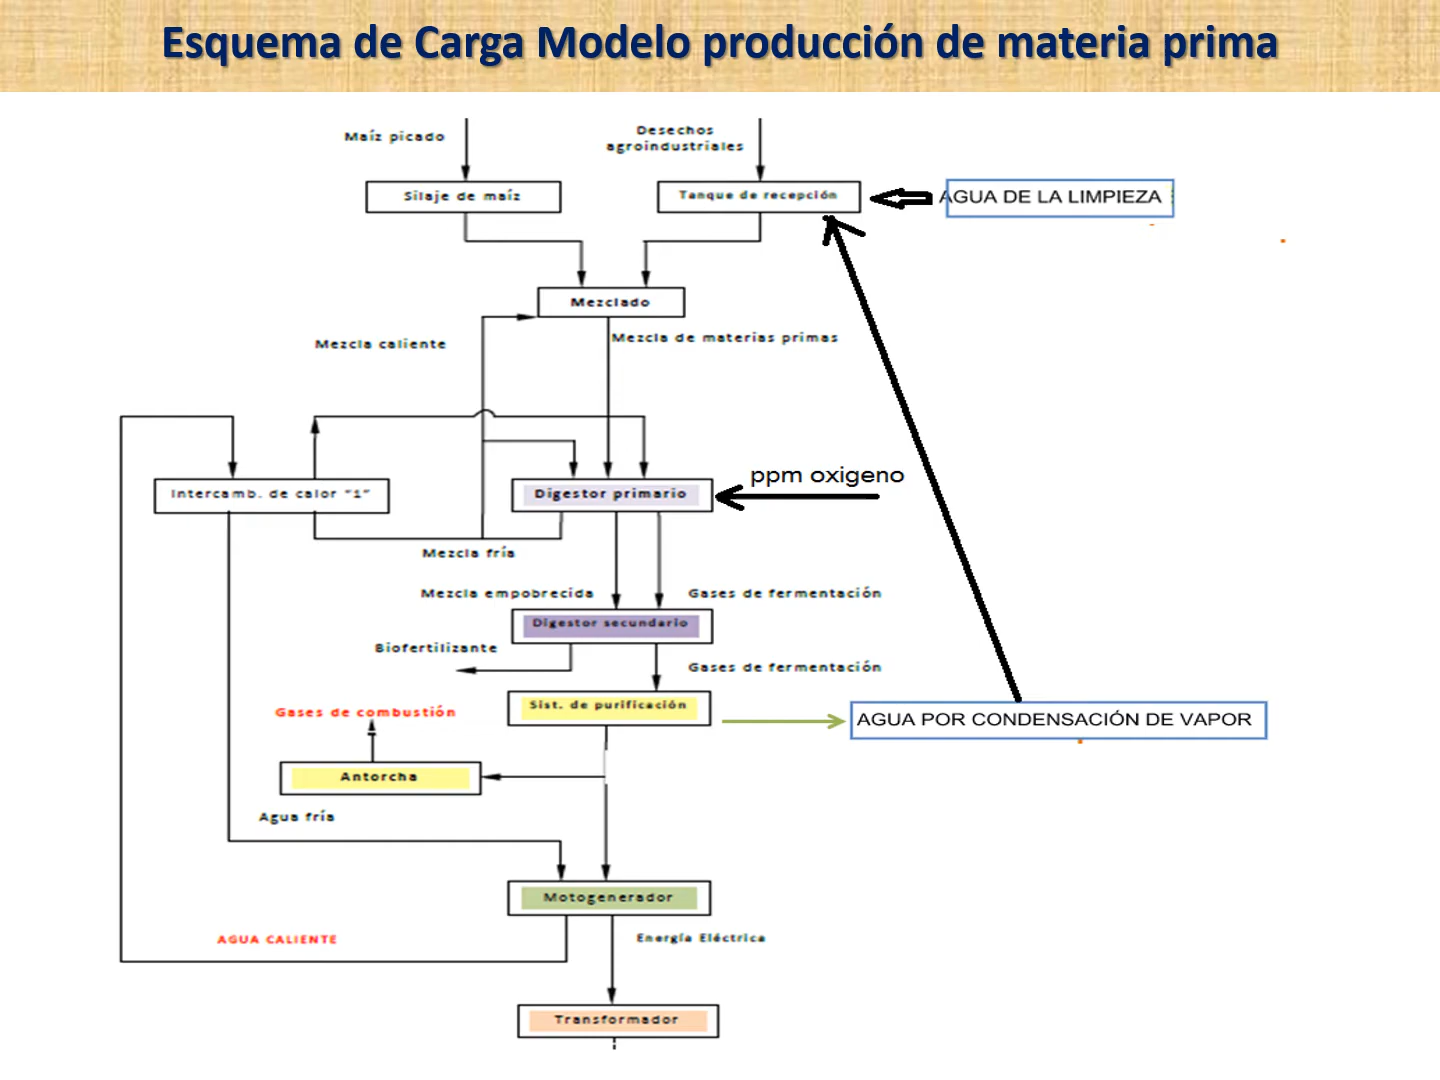 Esquema de Carga Modelo producción de materia prima
Maíz picado
Desechos
agroindustriales
Silaje de maíz
Tanque de recepción
AGUA DE LA LIMPIEZA
Mezclado
Mezcla caliente
Mezcla de materias primas
ppm oxigeno
Intercamb. de calor "1"
Digestor primario
Mezcla fría
Mezcla empobrecida
Gases de fermentación
Digestor secundario
Biofertilizante
Gases de fermentación
Sist. de purificación
Gases de combustión
AGUA POR CONDENSACIÓN DE VAPOR
Antorcha
Agua fría
Motogenerador
AGUA CALIENTE
Energía Eléctrica
Transformador